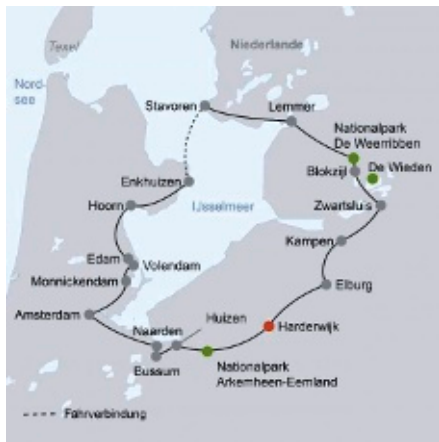 Texel
Niederlande
Nord-
see
Stavoren
Lemmer
Nationalpark
De Weerribben
De Wieden
Blokzijl
Enkhuizen
Zwartsluis
Hoorn
IJsselmeer
Kampen
Edam
Volendam
Monnickendam
Elburg
Amsterdam
Huizen
Naarden
Harderwijk
Bussum
Nationalpark
Arkemheen-Eemland
Fährverbindung